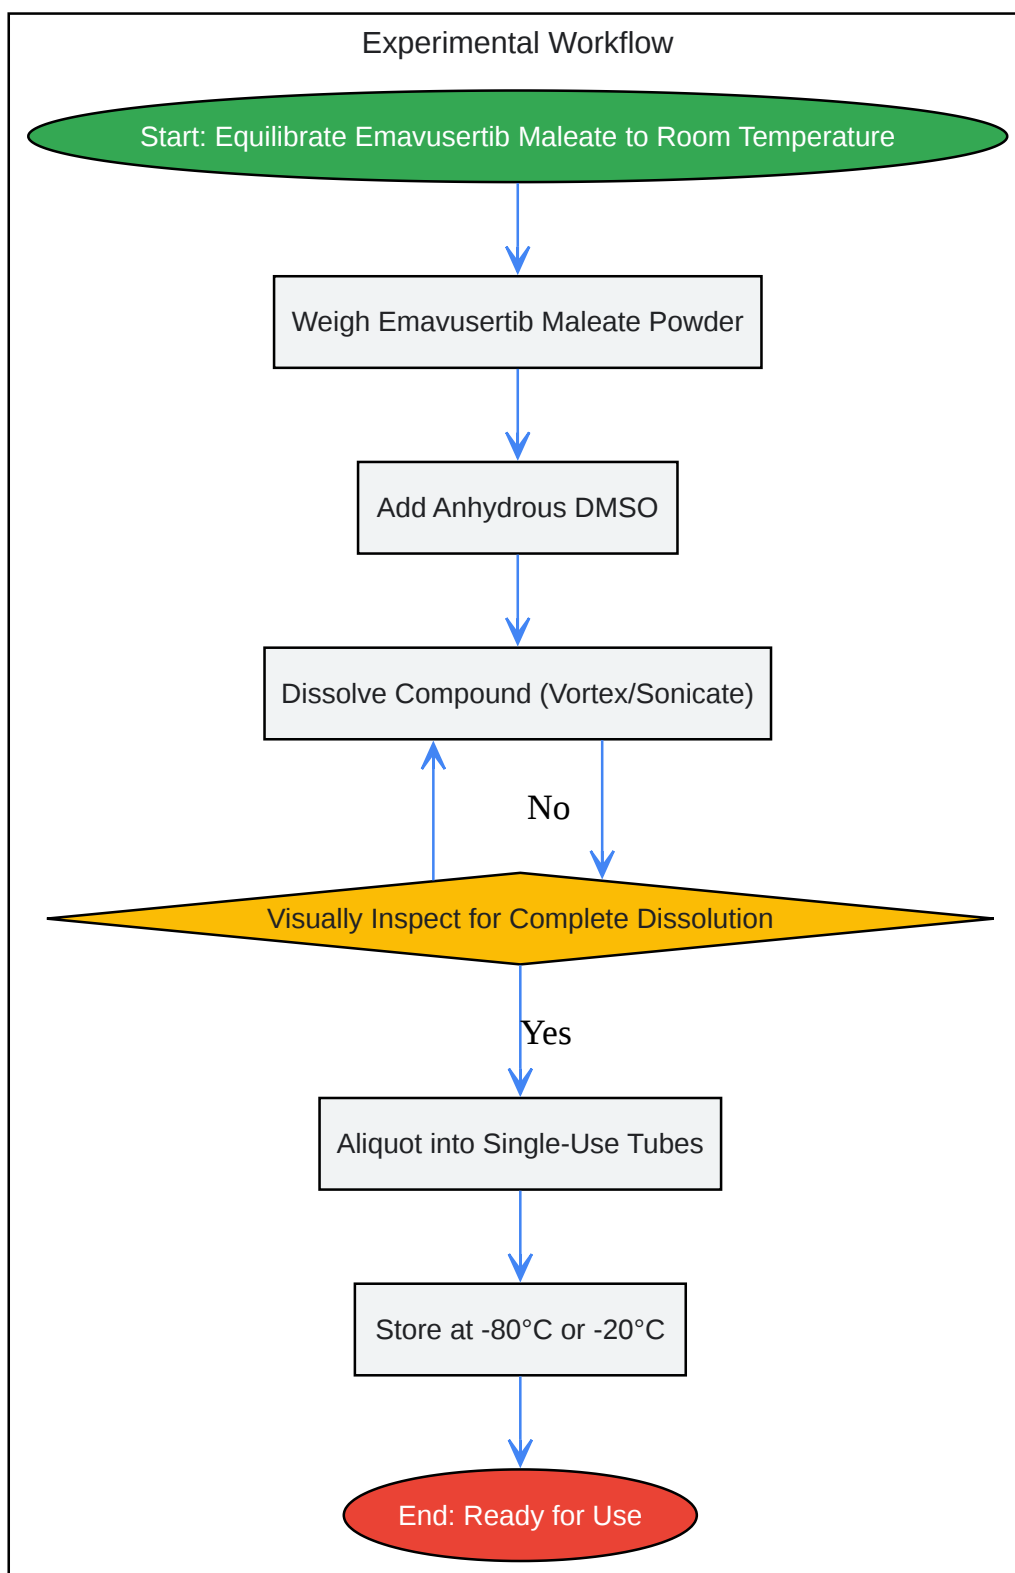 Experimental Workflow
Start: Equilibrate Emavusertib Maleate to Room Temperature
Weigh Emavusertib Maleate Powder
Add Anhydrous DMSO
Dissolve Compound (Vortex/Sonicate)
No
Visually Inspect for Complete Dissolution
Yes
Aliquot into Single-Use Tubes
Store at -80°C or -20°C
End: Ready for Use